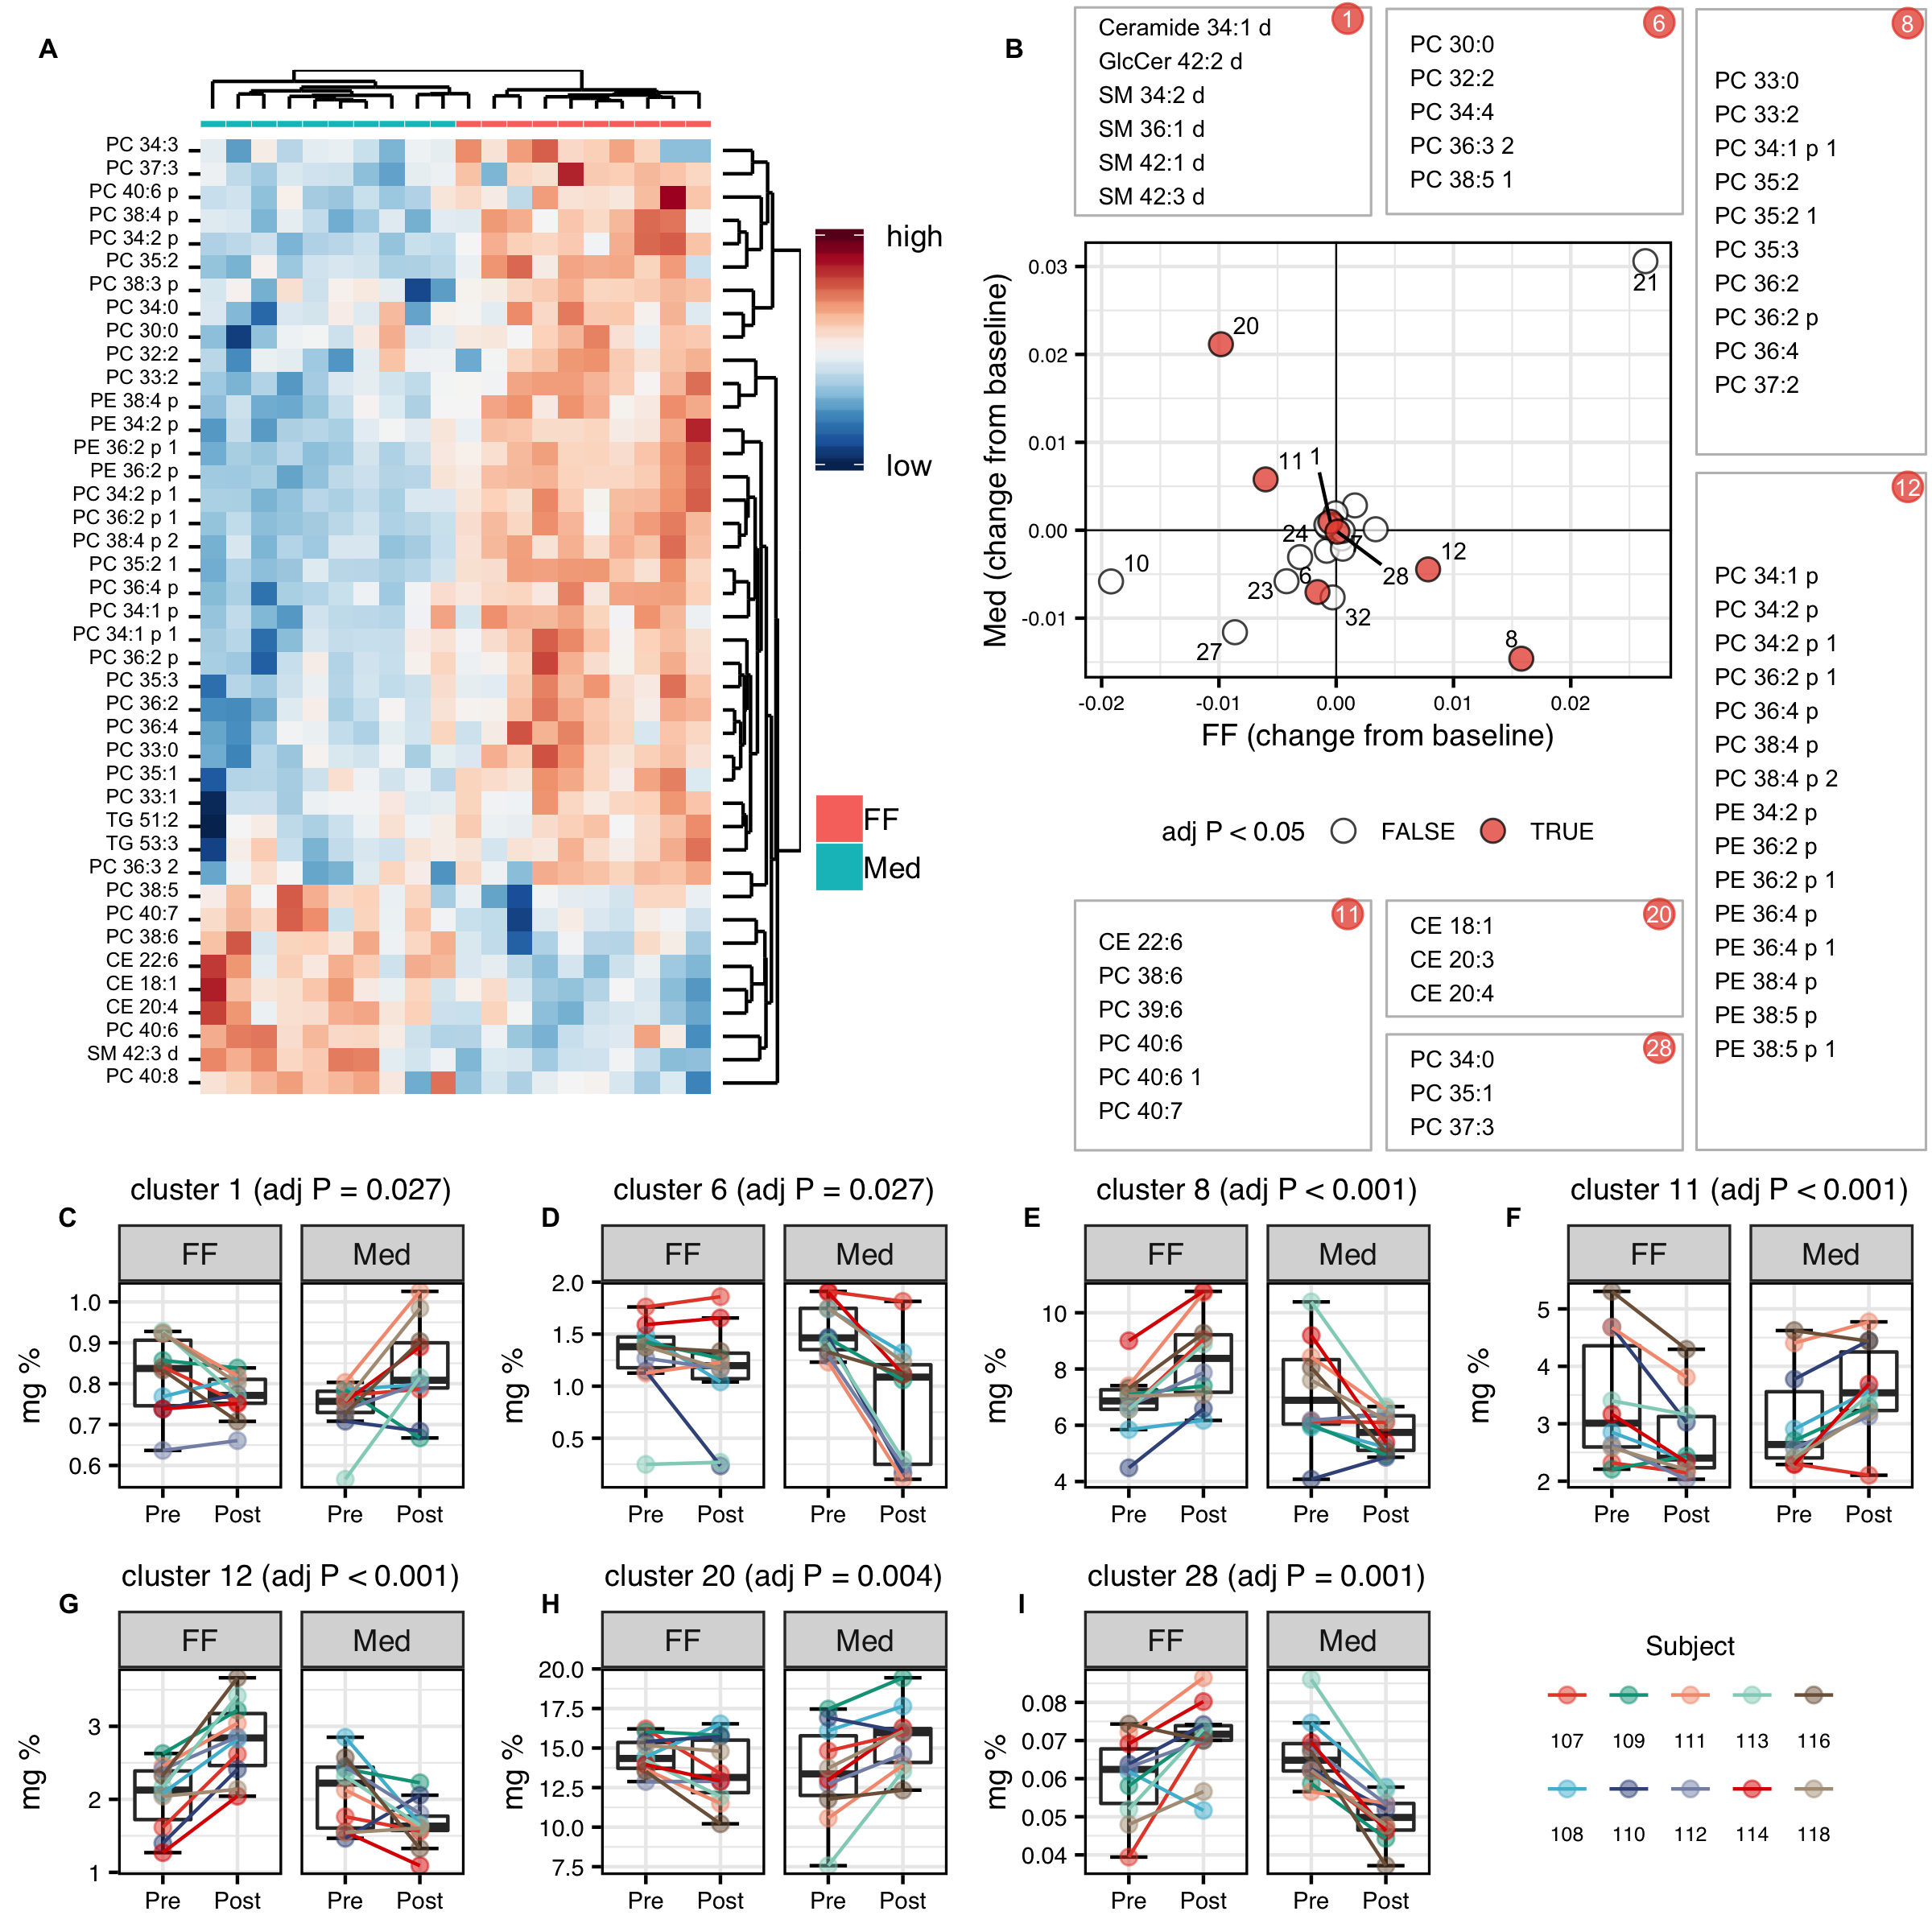 A
PC 34:3
PC 37:3
PC 40:6 p
PC 38:4 p
PC 34:2 p
PC 35:2
PC 38:3 p
PC 34:0
PC 30:0
PC 32:2
PC 33:2
PE 38:4 p
PE 34:2 p
PE 36:2 p 1
PE 36:2 p
PC 34:2 p 1
PC 36:2 p 1
PC 38:4 p 2
PC 35:2 1
PC 36:4 p
PC 34:1 p
PC 34:1 p 1
PC 36:2 p
PC 35:3
PC 36:2
PC 36:4
PC 33:0
PC 35:1
PC 33:1
TG 51:2
TG 53:3
PC 36:3 2
PC 38:5
PC 40:7
PC 38:6
CE 22:6
CE 18:1
CE 20:4
PC 40:6
SM 42:3 d
PC 40:8
high
low
FF
Med
B
1
Ceramide 34:1 d
GlcCer 42:2 d
SM 34:2 d
SM 36:1 d
SM 42:1 d
SM 42:3 d
6
PC 30:0
PC 32:2
PC 34:4
PC 36:3 2
PC 38:5 1
8
PC 33:0
PC 33:2
PC 34:1 p 1
PC 35:2
PC 35:2 1
PC 35:3
PC 36:2
PC 36:2 p
PC 36:4
PC 37:2
Med (change from baseline)
0.03
0.02
0.01
0.00
-0.01
21
20
11
1
24
7
12
28
10
23
6
32
27
8
-0.02
-0.01
0.00
0.01
0.02
FF (change from baseline)
adj P < 0.05
FALSE
TRUE
12
PC 34:1 p
PC 34:2 p
PC 34:2 p 1
PC 36:2 p 1
PC 36:4 p
PC 38:4 p
PC 38:4 p 2
PE 34:2 p
PE 36:2 p
PE 36:2 p 1
PE 36:4 p
PE 36:4 p 1
PE 38:4 p
PE 38:5 p
PE 38:5 p 1
11
CE 22:6
PC 38:6
PC 39:6
PC 40:6
PC 40:6 1
PC 40:7
20
CE 18:1
CE 20:3
CE 20:4
28
PC 34:0
PC 35:1
PC 37:3
C
cluster 1 (adj P = 0.027)
FF
Med
mg %
1.0
0.9
0.8
0.7
0.6
Pre
Post
Pre
Post
D
cluster 6 (adj P = 0.027)
FF
Med
mg %
2.0
1.5
1.0
0.5
Pre
Post
Pre
Post
E
cluster 8 (adj P < 0.001)
FF
Med
mg %
10
8
6
4
Pre
Post
Pre
Post
F
cluster 11 (adj P < 0.001)
FF
Med
mg %
5
4
3
2
Pre
Post
Pre
Post
G
cluster 12 (adj P < 0.001)
FF
Med
mg %
3
2
1
Pre
Post
Pre
Post
H
cluster 20 (adj P = 0.004)
FF
Med
mg %
20.0
17.5
15.0
12.5
10.0
7.5
Pre
Post
Pre
Post
I
cluster 28 (adj P = 0.001)
FF
Med
mg %
0.08
0.07
0.06
0.05
0.04
Pre
Post
Pre
Post
Subject
107
109
111
113
116
108
110
112
114
118